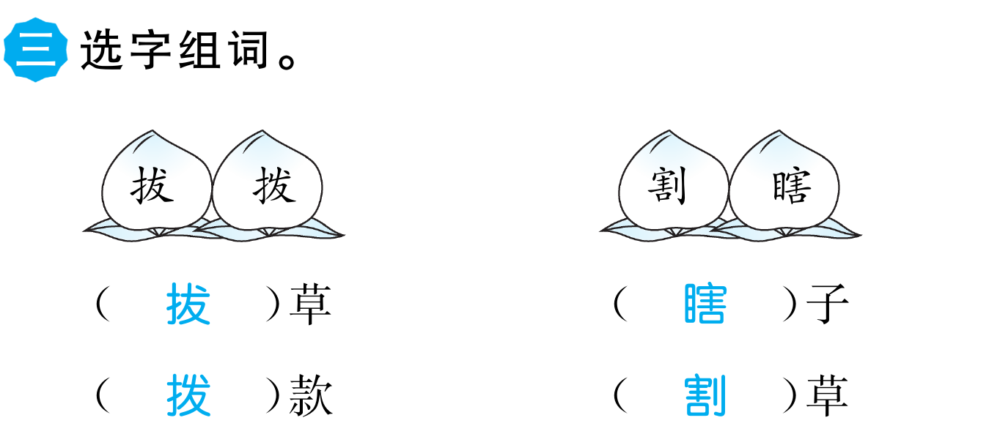 三 选字组词。
拔 拨 割 瞎
( 拔 )草 ( 瞎 )子
( 拨 )款 ( 割 )草